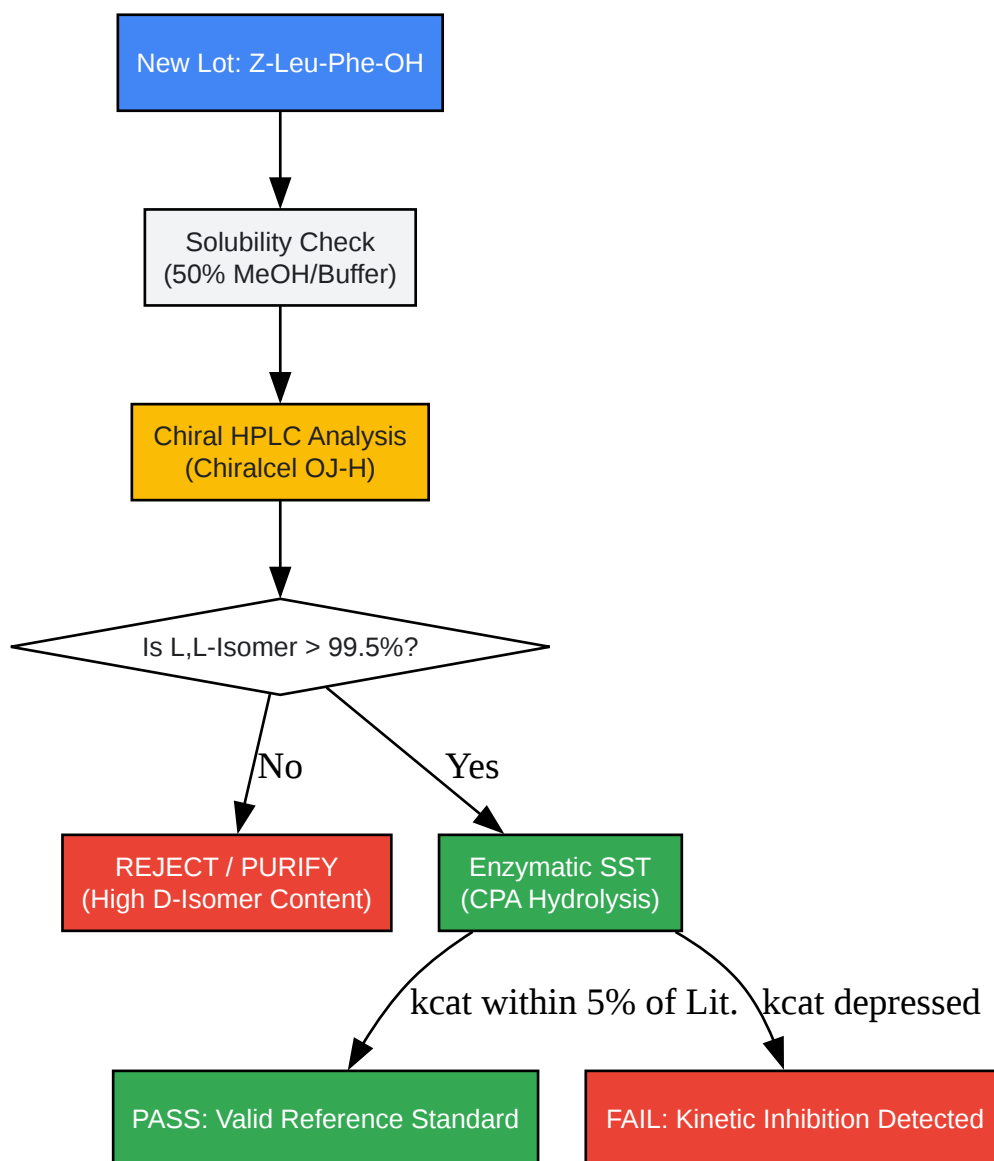 New Lot: Z-Leu-Phe-OH
Solubility Check
(50% MeOH/Buffer)
Chiral HPLC Analysis
(Chiralcel OJ-H)
Is L,L-Isomer > 99.5%?
No
Yes
REJECT / PURIFY
(High D-Isomer Content)
Enzymatic SST
(CPA Hydrolysis)
kcat within 5% of Lit.
kcat depressed
PASS: Valid Reference Standard
FAIL: Kinetic Inhibition Detected